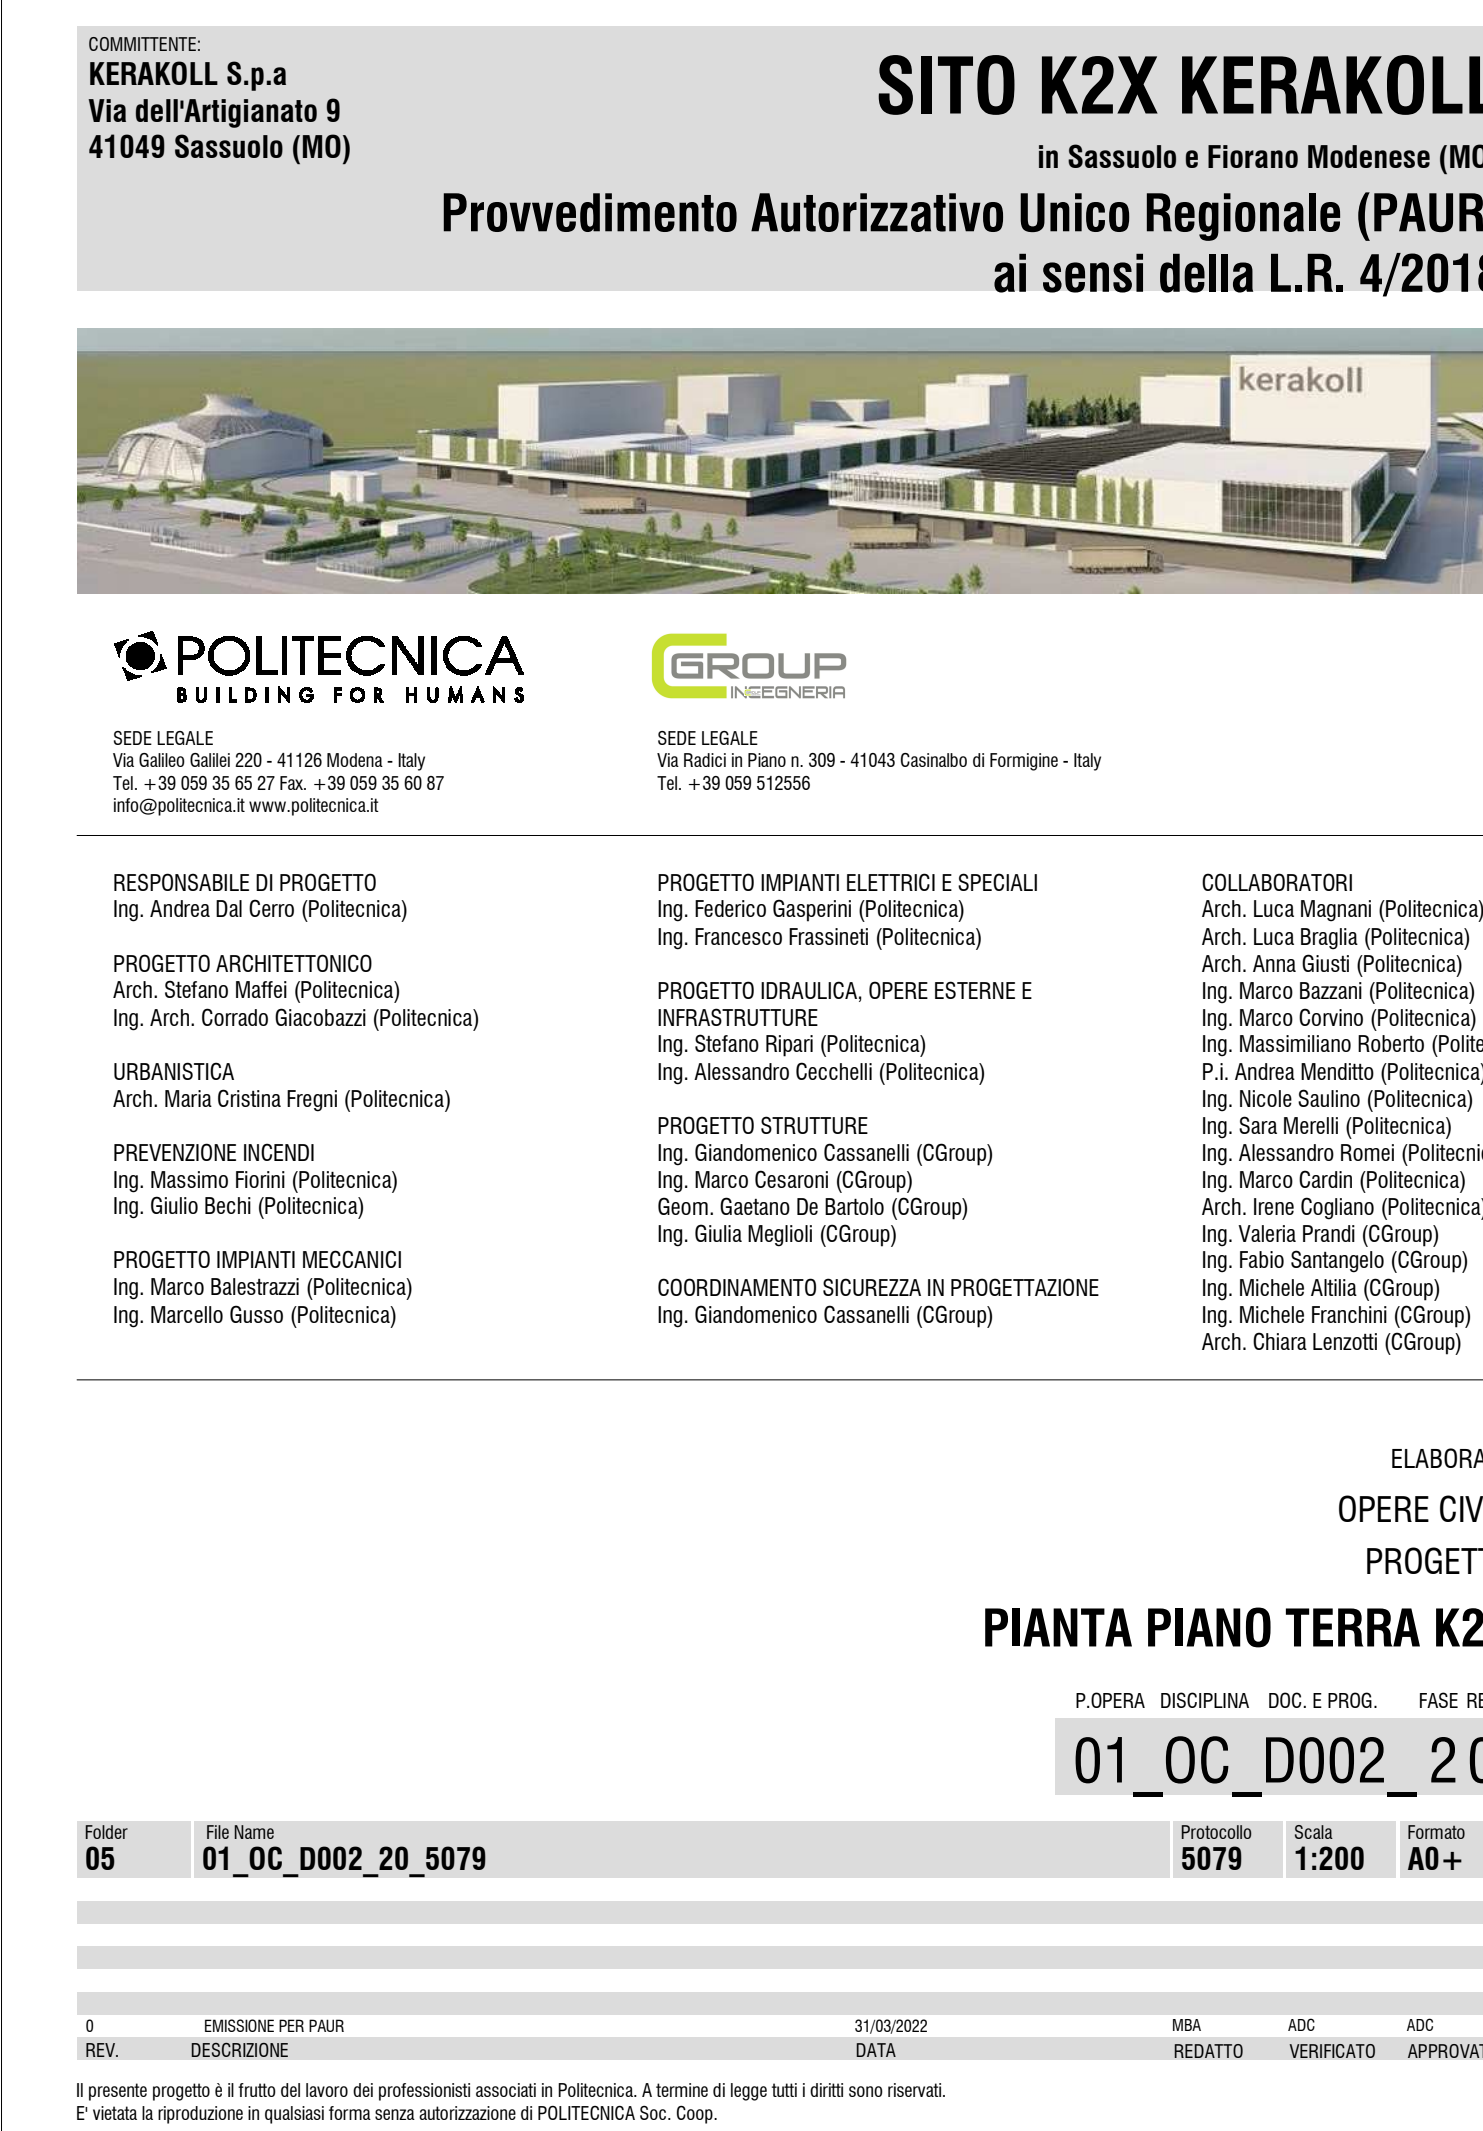 COMMITTENTE:
KERAKOLL S.p.a
Via dell'Artigianato 9
41049 Sassuolo (MO)
SITO K2X KERAKOLL
in Sassuolo e Fiorano Modenese (MO
Provvedimento Autorizzativo Unico Regionale (PAUR
ai sensi della L.R. 4/2018
kerakoll
POLITECNICA
BUILDING FOR HUMANS
SEDE LEGALE
Via Galileo Galilei 220 - 41126 Modena - Italy
Tel. +39 059 35 65 27 Fax. +39 059 35 60 87
info@politecnica.it www.politecnica.it
CGROUP
INGEGNERIA
SEDE LEGALE
Via Radici in Piano n. 309 - 41043 Casinalbo di Formigine - Italy
Tel. +39 059 512556
RESPONSABILE DI PROGETTO
Ing. Andrea Dal Cerro (Politecnica)
PROGETTO ARCHITETTONICO
Arch. Stefano Maffei (Politecnica)
Ing. Arch. Corrado Giacobazzi (Politecnica)
URBANISTICA
Arch. Maria Cristina Fregni (Politecnica)
PREVENZIONE INCENDI
Ing. Massimo Fiorini (Politecnica)
Ing. Giulio Bechi (Politecnica)
PROGETTO IMPIANTI MECCANICI
Ing. Marco Balestrazzi (Politecnica)
Ing. Marcello Gusso (Politecnica)
PROGETTO IMPIANTI ELETTRICI E SPECIALI
Ing. Federico Gasperini (Politecnica)
Ing. Francesco Frassineti (Politecnica)
PROGETTO IDRAULICA, OPERE ESTERNE E
INFRASTRUTTURE
Ing. Stefano Ripari (Politecnica)
Ing. Alessandro Cecchelli (Politecnica)
PROGETTO STRUTTURE
Ing. Giandomenico Cassanelli (CGroup)
Ing. Marco Cesaroni (CGroup)
Geom. Gaetano De Bartolo (CGroup)
Ing. Giulia Meglioli (CGroup)
COORDINAMENTO SICUREZZA IN PROGETTAZIONE
Ing. Giandomenico Cassanelli (CGroup)
COLLABORATORI
Arch. Luca Magnani (Politecnica)
Arch. Luca Braglia (Politecnica)
Arch. Anna Giusti (Politecnica)
Ing. Marco Bazzani (Politecnica)
Ing. Marco Corvino (Politecnica)
Ing. Massimiliano Roberto (Polite
P.i. Andrea Menditto (Politecnica)
Ing. Nicole Saulino (Politecnica)
Ing. Sara Merelli (Politecnica)
Ing. Alessandro Romei (Politecni
Ing. Marco Cardin (Politecnica)
Arch. Irene Cogliano (Politecnica)
Ing. Valeria Prandi (CGroup)
Ing. Fabio Santangelo (CGroup)
Ing. Michele Altilia (CGroup)
Ing. Michele Franchini (CGroup)
Arch. Chiara Lenzotti (CGroup)
ELABORA
OPERE CIV
PROGETT
PIANTA PIANO TERRA K2
P.OPERA DISCIPLINA DOC. E PROG. FASE RE
01_OC_D002_20
Folder File Name Protocollo Scala Formato
05 01_OC_D002_20_5079 5079 1:200 A0+
0 EMISSIONE PER PAUR 31/03/2022 MBA ADC ADC
REV. DESCRIZIONE DATA REDATTO VERIFICATO APPROVAT
Il presente progetto è il frutto del lavoro dei professionisti associati in Politecnica. A termine di legge tutti i diritti sono riservati.
E' vietata la riproduzione in qualsiasi forma senza autorizzazione di POLITECNICA Soc. Coop.